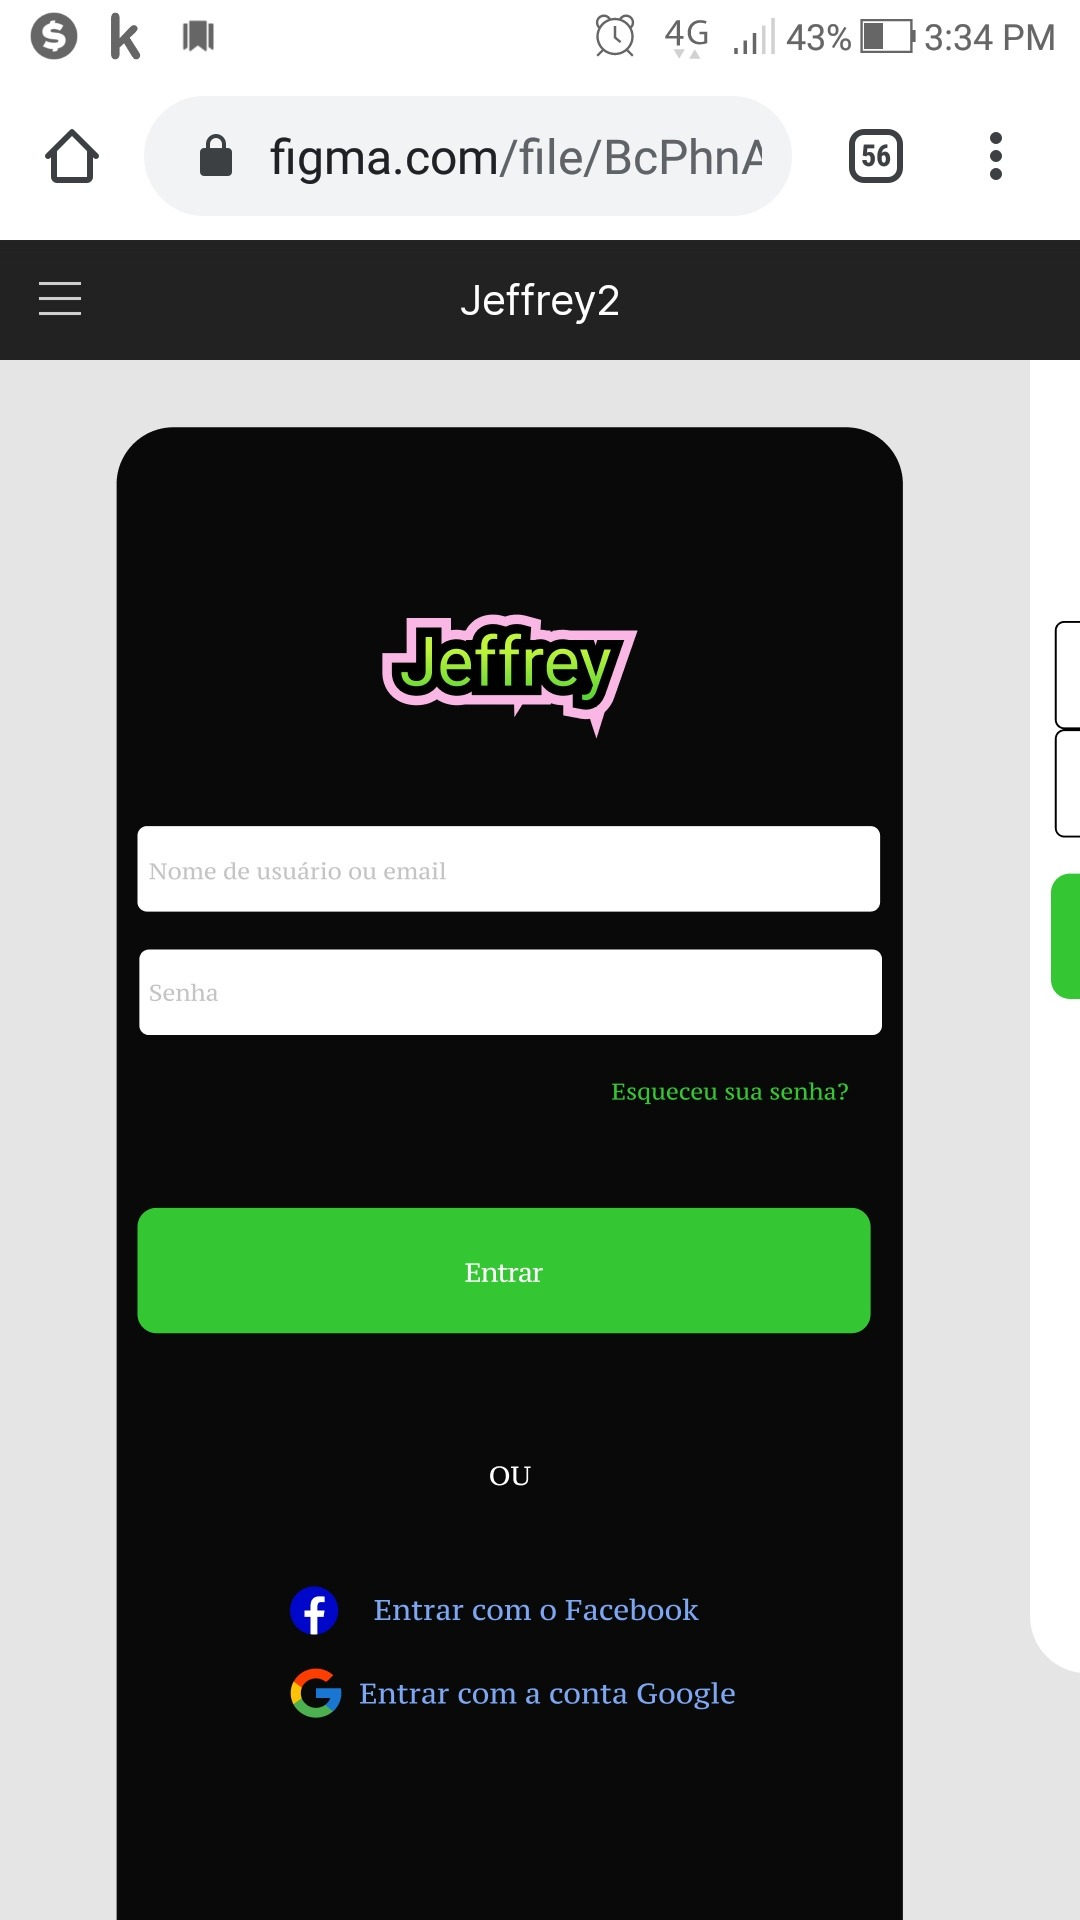 4G 43% 3:34 PM
figma.com/file/BcPhnA
56
Jeffrey2
Jeffrey
Nome de usuário ou email
Senha
Esqueceu sua senha?
Entrar
OU
Entrar com o Facebook
Entrar com a conta Google